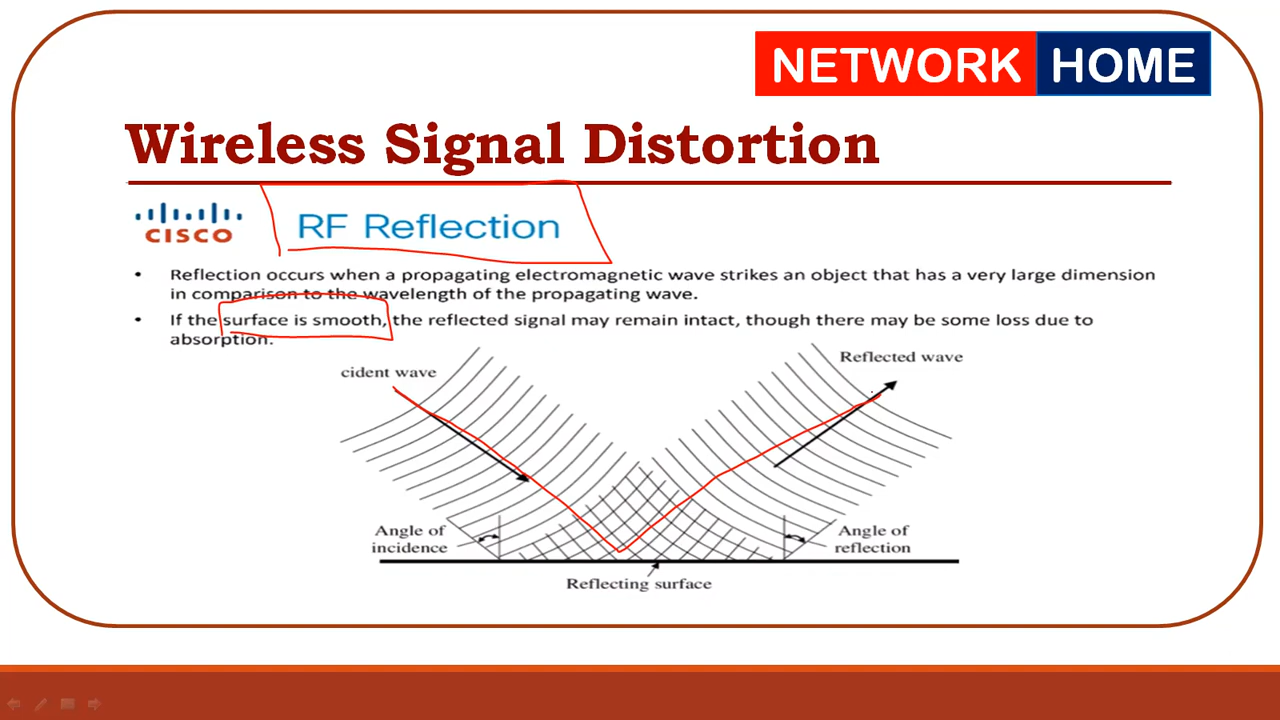 NETWORK HOME
Wireless Signal Distortion
CISCO
RF Reflection
• Reflection occurs when a propagating electromagnetic wave strikes an object that has a very large dimension
in comparison to the wavelength of the propagating wave.
• If the surface is smooth, the reflected signal may remain intact, though there may be some loss due to
absorption.
cident wave
Reflected wave
Angle of
incidence
Angle of
reflection
Reflecting surface